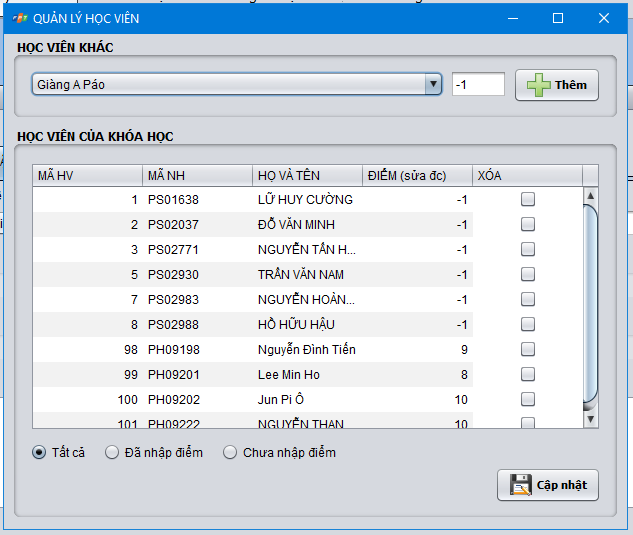 QUẢN LÝ HỌC VIÊN
HỌC VIÊN KHÁC
Giàng A Páo -1 Thêm
HỌC VIÊN CỦA KHÓA HỌC
MÃ HV MÃ NH HỌ VÀ TÊN ĐIỂM (sửa đc) XÓA
1 PS01638 LỮ HUY CƯỜNG -1
2 PS02037 ĐỖ VĂN MINH -1
3 PS02771 NGUYỄN TẤN H... -1
5 PS02930 TRẦN VĂN NAM -1
7 PS02983 NGUYỄN HOÀN... -1
8 PS02988 HỒ HỮU HẬU -1
98 PH09198 Nguyễn Đình Tiến 9
99 PH09201 Lee Min Ho 8
100 PH09202 Jun Pi Ô 10
101 PH09222 NGUYỄN THAN 10
Tất cả Đã nhập điểm Chưa nhập điểm
Cập nhật